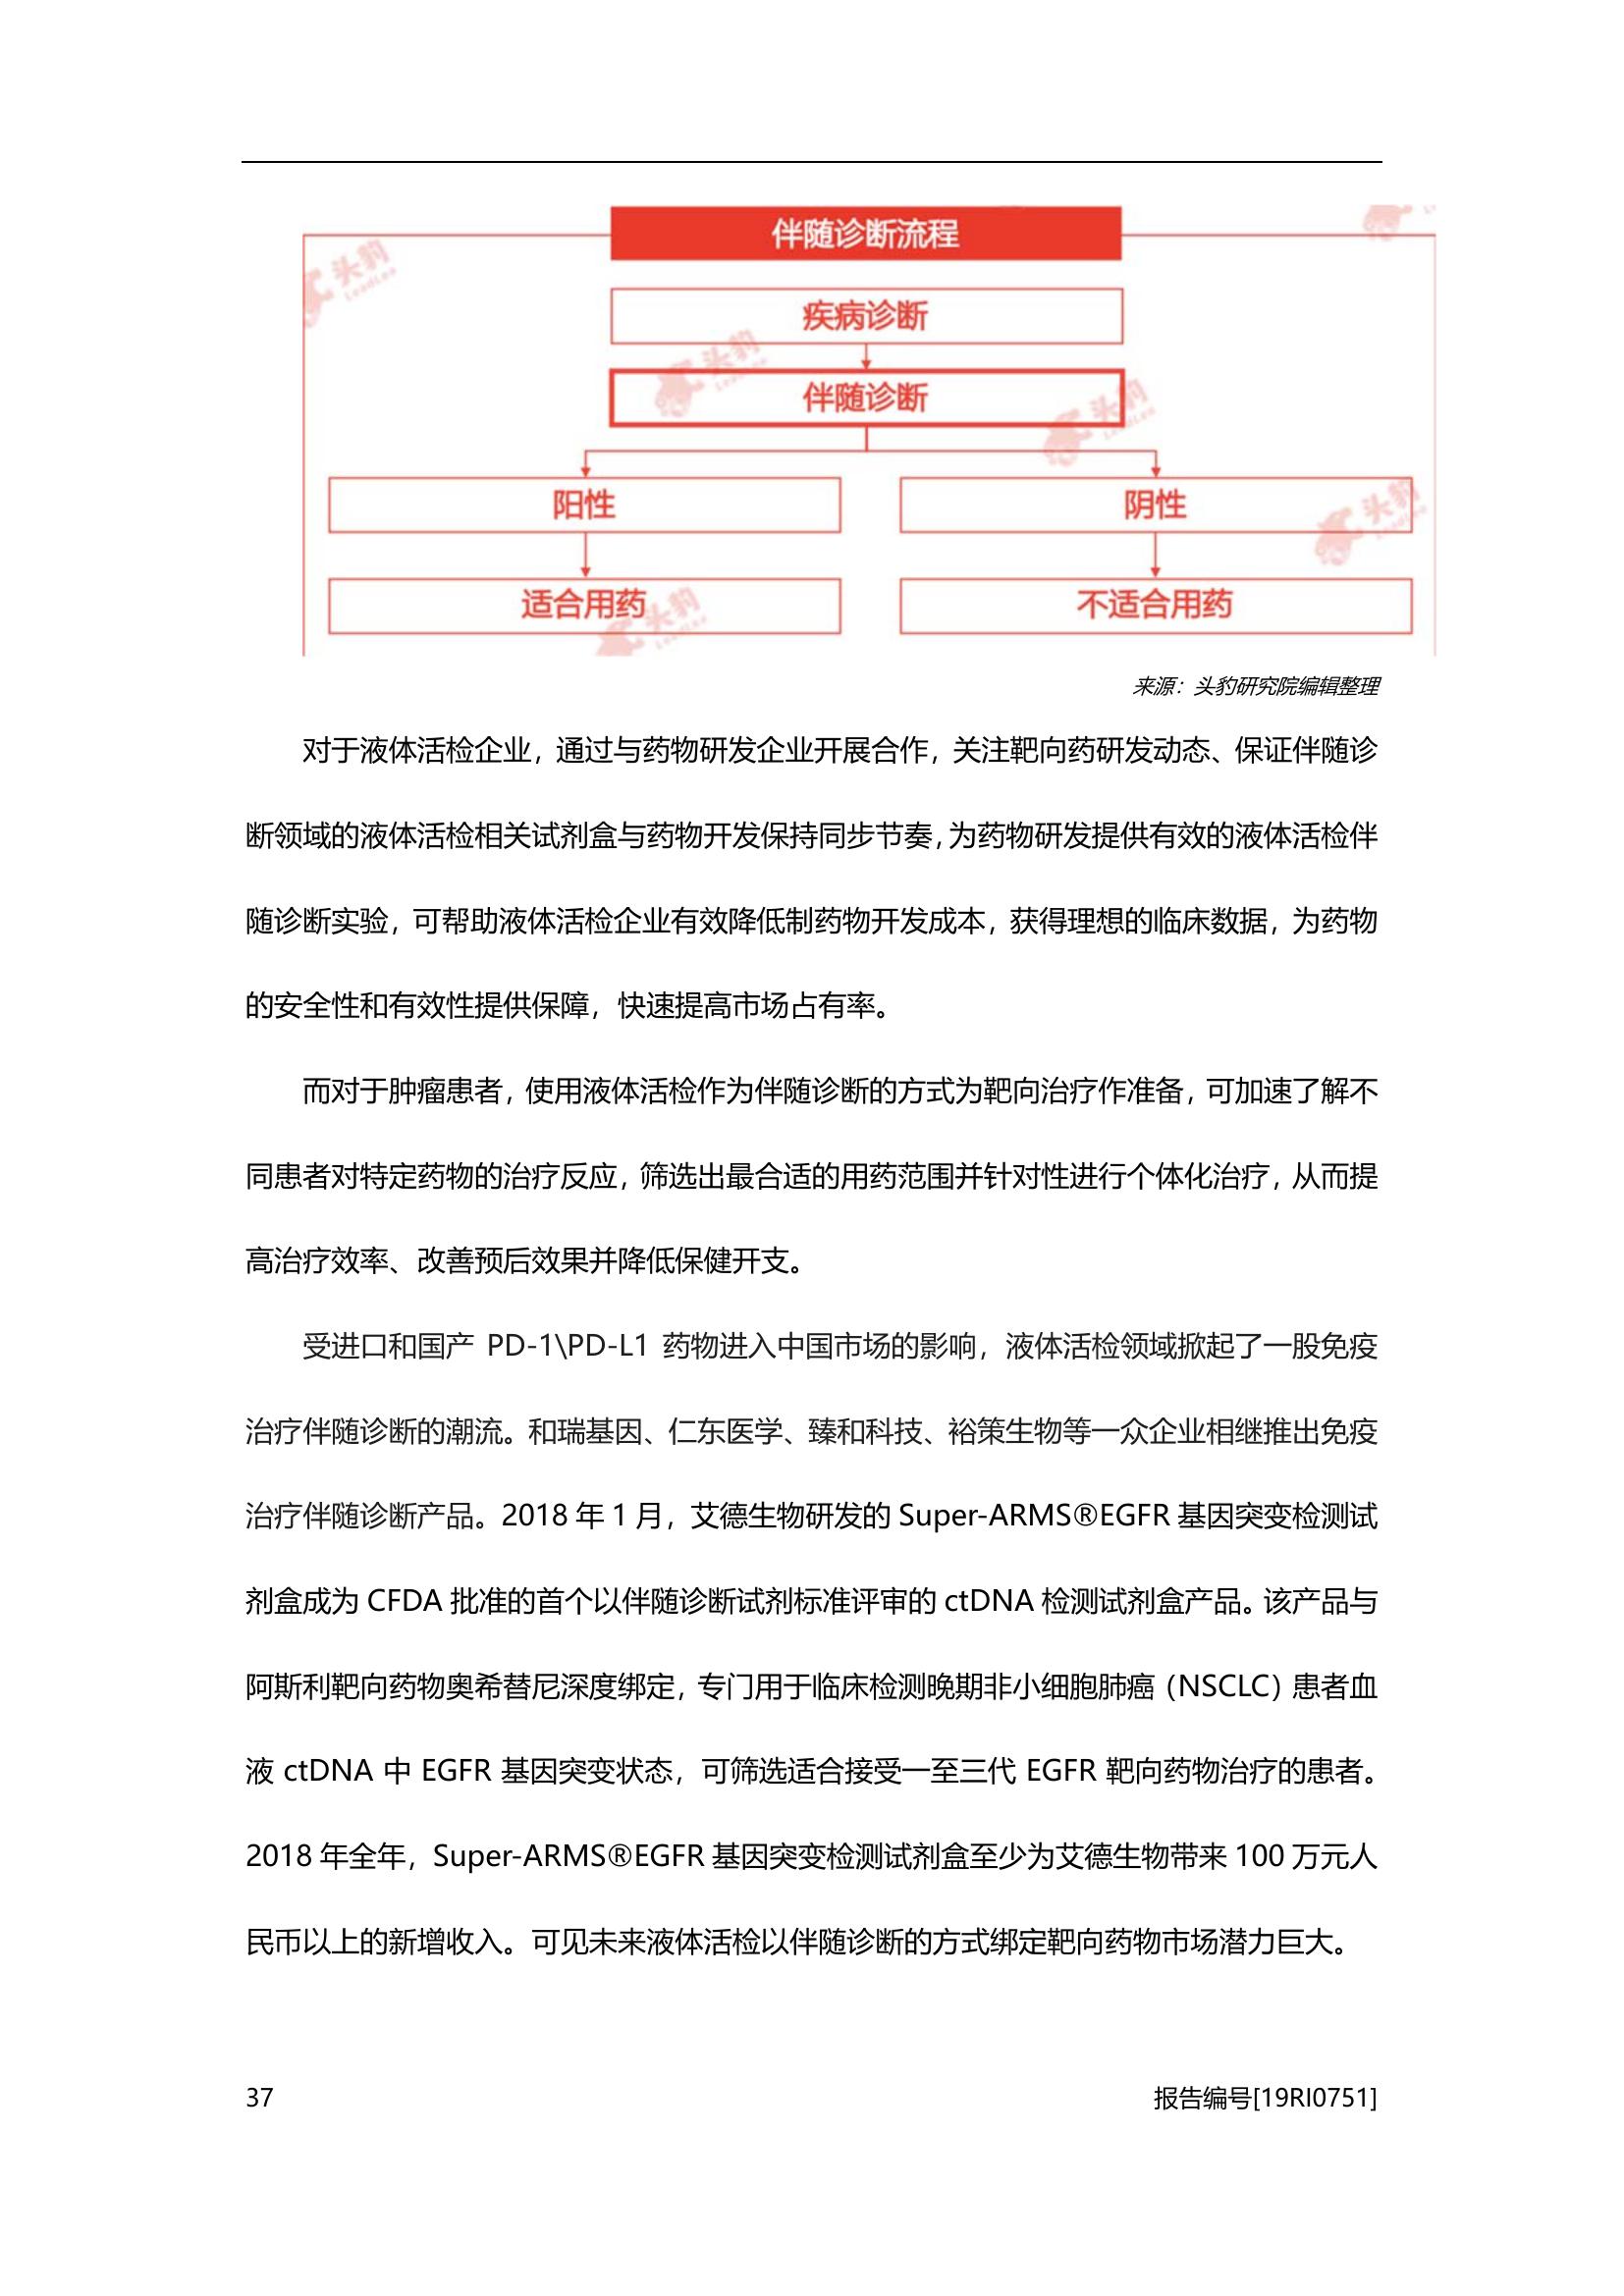 伴随诊断流程
疾病诊断
伴随诊断
阳性
阴性
适合用药
不适合用药
头豹
LeadLeo
头豹
LeadLeo
头豹
LeadLeo
头豹
LeadLeo
头豹
LeadLeo
来源：头豹研究院编辑整理
对于液体活检企业，通过与药物研发企业开展合作，关注靶向药研发动态、保证伴随诊
断领域的液体活检相关试剂盒与药物开发保持同步节奏，为药物研发提供有效的液体活检伴
随诊断实验，可帮助液体活检企业有效降低制药物开发成本，获得理想的临床数据，为药物
的安全性和有效性提供保障，快速提高市场占有率。
而对于肿瘤患者，使用液体活检作为伴随诊断的方式为靶向治疗作准备，可加速了解不
同患者对特定药物的治疗反应，筛选出最合适的用药范围并针对性进行个体化治疗，从而提
高治疗效率、改善预后效果并降低保健开支。
受进口和国产 PD-1\PD-L1 药物进入中国市场的影响，液体活检领域掀起了一股免疫
治疗伴随诊断的潮流。和瑞基因、仁东医学、臻和科技、裕策生物等一众企业相继推出免疫
治疗伴随诊断产品。2018 年 1 月，艾德生物研发的 Super-ARMS®EGFR 基因突变检测试
剂盒成为 CFDA 批准的首个以伴随诊断试剂标准评审的 ctDNA 检测试剂盒产品。该产品与
阿斯利靶向药物奥希替尼深度绑定，专门用于临床检测晚期非小细胞肺癌（NSCLC）患者血
液 ctDNA 中 EGFR 基因突变状态，可筛选适合接受一至三代 EGFR 靶向药物治疗的患者。
2018 年全年，Super-ARMS®EGFR 基因突变检测试剂盒至少为艾德生物带来 100 万元人
民币以上的新增收入。可见未来液体活检以伴随诊断的方式绑定靶向药物市场潜力巨大。
37
报告编号[19RI0751]